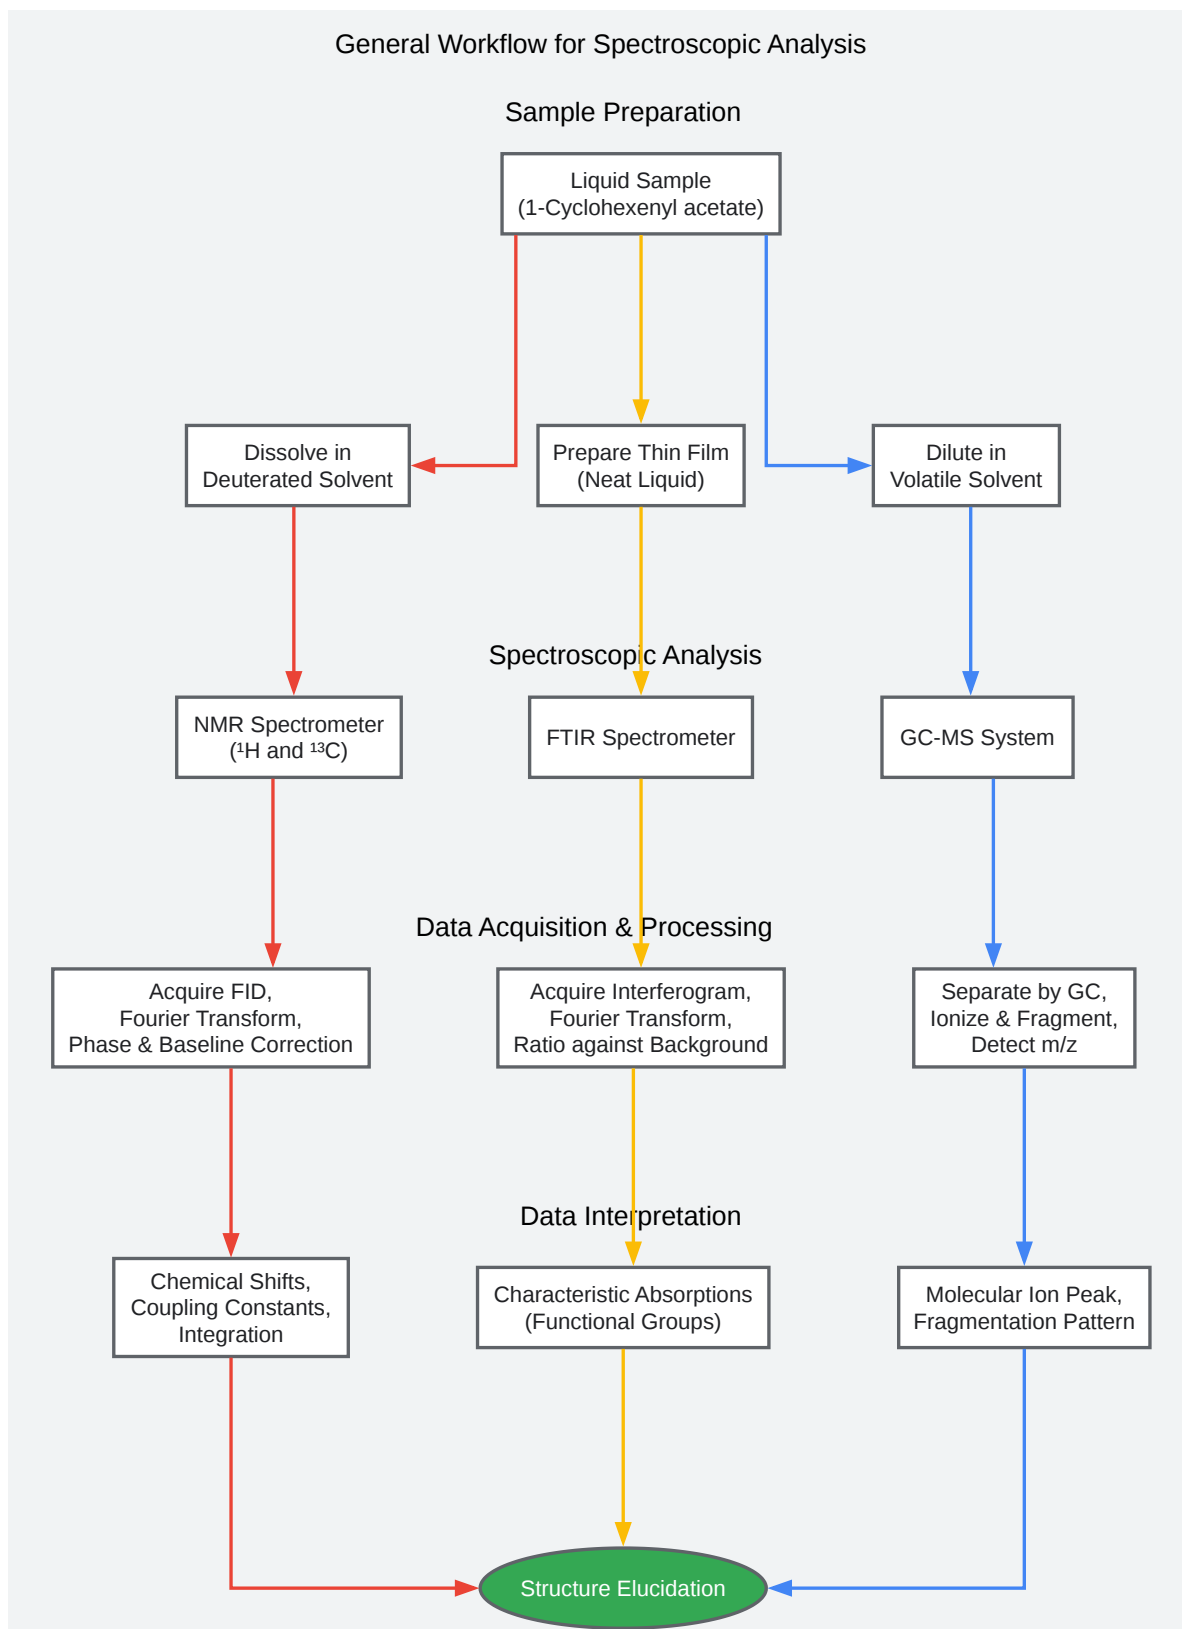 General Workflow for Spectroscopic Analysis
Sample Preparation
Liquid Sample
(1-Cyclohexenyl acetate)
Dissolve in
Deuterated Solvent
Prepare Thin Film
(Neat Liquid)
Dilute in
Volatile Solvent
Spectroscopic Analysis
NMR Spectrometer
(¹H and ¹³C)
FTIR Spectrometer
GC-MS System
Data Acquisition & Processing
Acquire FID,
Fourier Transform,
Phase & Baseline Correction
Acquire Interferogram,
Fourier Transform,
Ratio against Background
Separate by GC,
Ionize & Fragment,
Detect m/z
Data Interpretation
Chemical Shifts,
Coupling Constants,
Integration
Characteristic Absorptions
(Functional Groups)
Molecular Ion Peak,
Fragmentation Pattern
Structure Elucidation